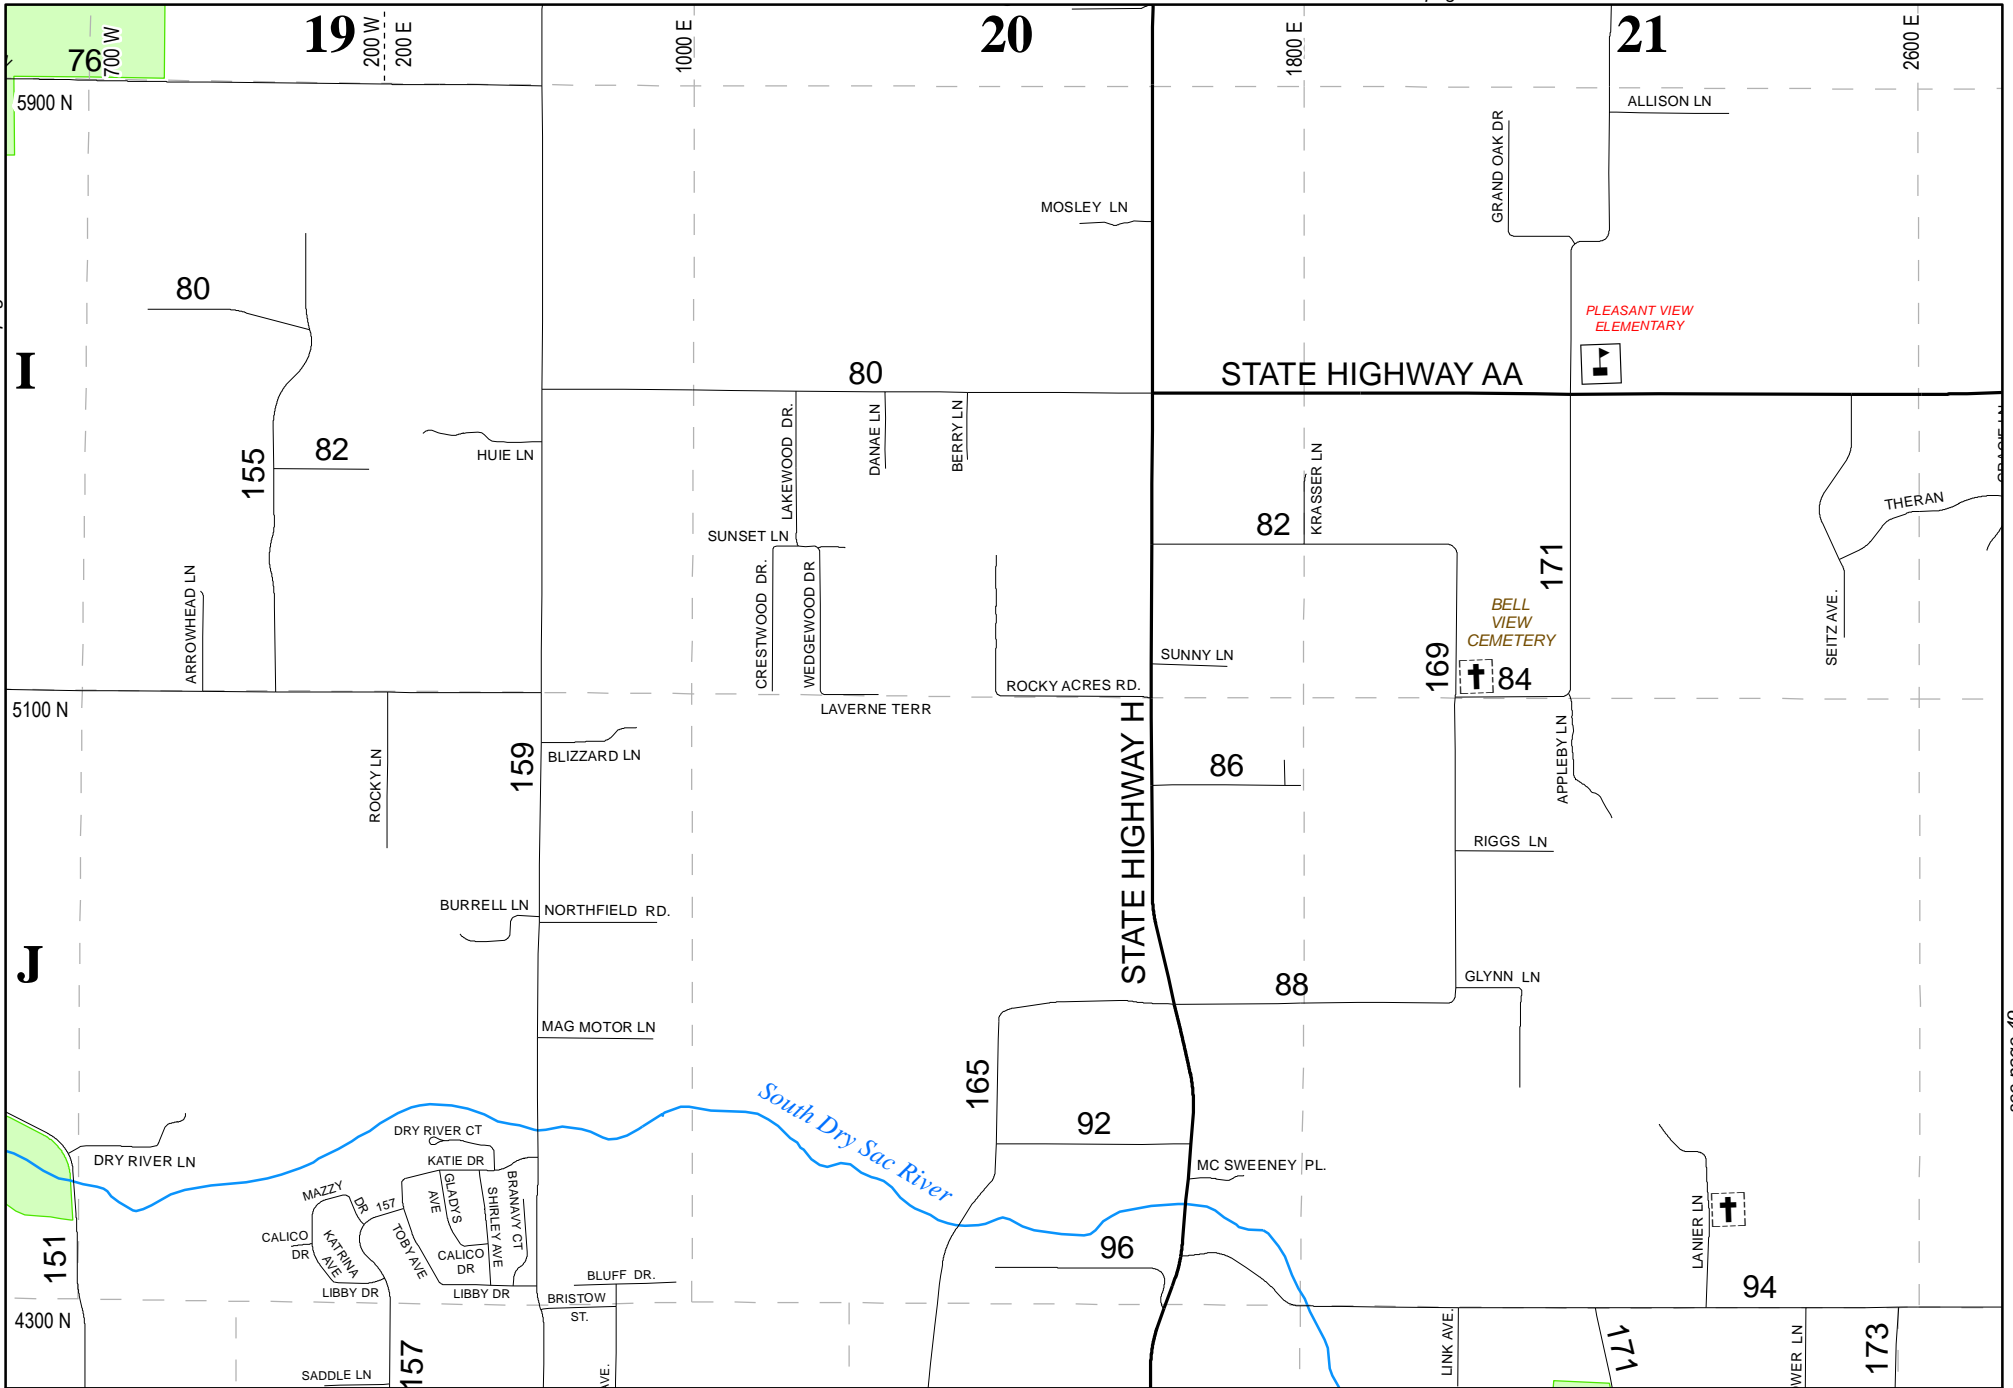 19
20
21
76
700 W
200 W
200 E
1000 E
1800 E
2600 E
5900 N
ALLISON LN
GRAND OAK DR
MOSLEY LN
80
PLEASANT VIEW
ELEMENTARY
I
80
STATE HIGHWAY AA
155
82
HUIE LN
LAKEWOOD DR.
DANAE LN
BERRY LN
KRASSER LN
THERAN
SUNSET LN
82
171
ARROWHEAD LN
CRESTWOOD DR.
WEDGEWOOD DR
BELL
VIEW
CEMETERY
SEITZ AVE.
SUNNY LN
169
84
ROCKY ACRES RD.
5100 N
LAVERNE TERR
STATE HIGHWAY H
ROCKY LN
159
BLIZZARD LN
86
APPLEBY LN
RIGGS LN
BURRELL LN
NORTHFIELD RD.
J
88
GLYNN LN
MAG MOTOR LN
165
South Dry Sac River
92
DRY RIVER CT
DRY RIVER LN
KATIE DR
MC SWEENEY PL.
MAZZY
DR
157
GLADYS
AVE
SHIRLEY AVE
BRANAVY CT
151
CALICO
DR
KATRINA
AVE
TOBY AVE
CALICO
DR
96
LANIER LN
LIBBY DR
LIBBY DR
BLUFF DR.
94
4300 N
BRISTOW
ST.
SADDLE LN
157
AVE.
LINK AVE.
171
173